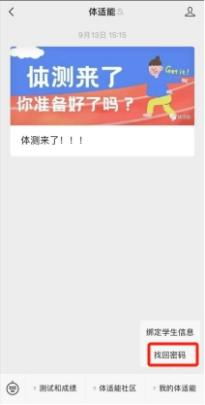 体适能
9月13日 15:15
体测来了
Get it!
你准备好了吗？
体测来了！！！
绑定学生信息
找回密码
测试和成绩
体适能社区
我的体适能